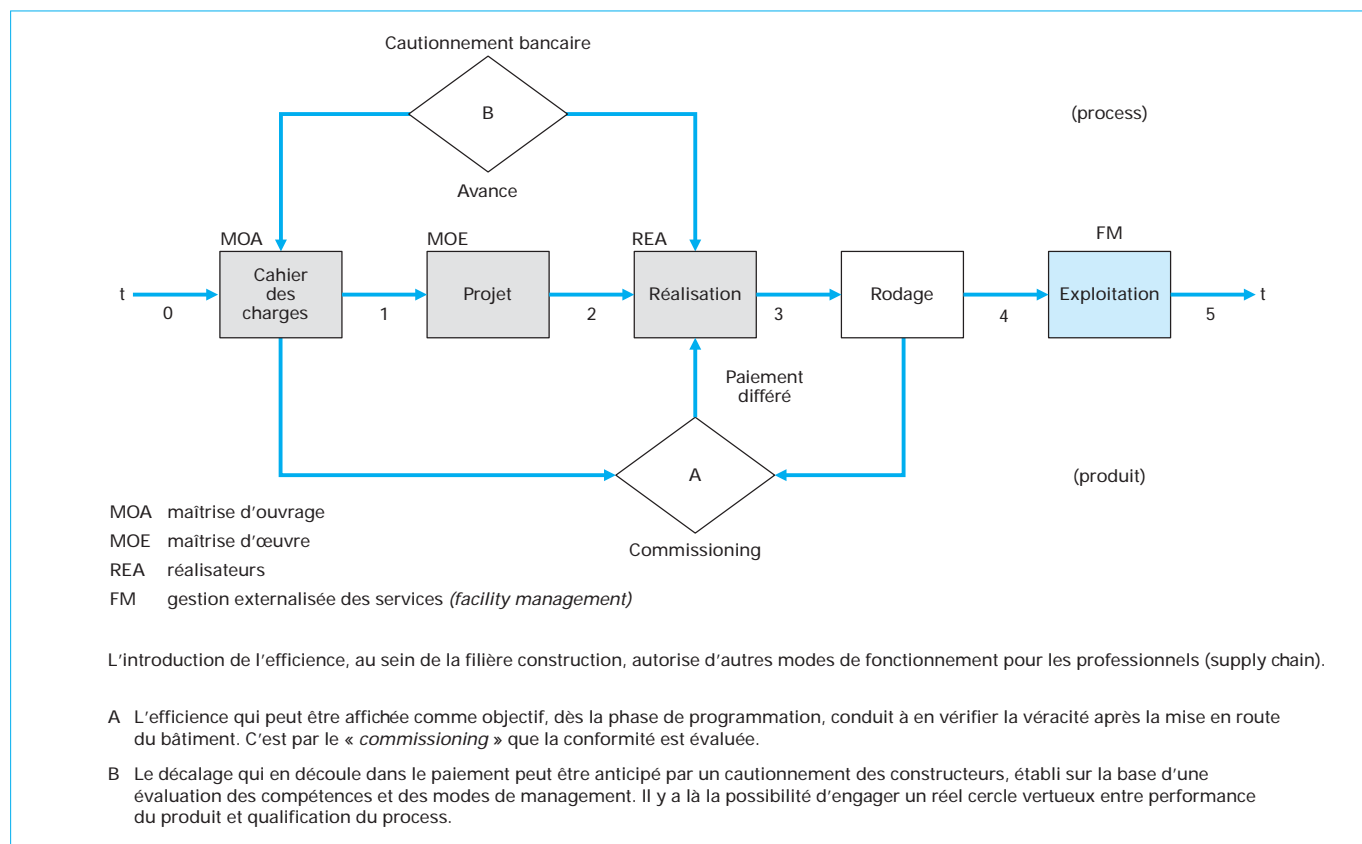 Cautionnement bancaire
B
(process)
Avance
MOA
MOE
REA
FM
Cahier
des
charges
Projet
Réalisation
Rodage
Exploitation
t
t
0
1
2
3
4
5
Paiement
différé
A
(produit)
Commissioning
MOA maîtrise d'ouvrage
MOE maîtrise d'œuvre
REA réalisateurs
FM gestion externalisée des services (facility management)
L'introduction de l'efficience, au sein de la filière construction, autorise d'autres modes de fonctionnement pour les professionnels (supply chain).
A L'efficience qui peut être affichée comme objectif, dès la phase de programmation, conduit à en vérifier la véracité après la mise en route
du bâtiment. C'est par le « commissioning » que la conformité est évaluée.
B Le décalage qui en découle dans le paiement peut être anticipé par un cautionnement des constructeurs, établi sur la base d'une
évaluation des compétences et des modes de management. Il y a là la possibilité d'engager un réel cercle vertueux entre performance
du produit et qualification du process.